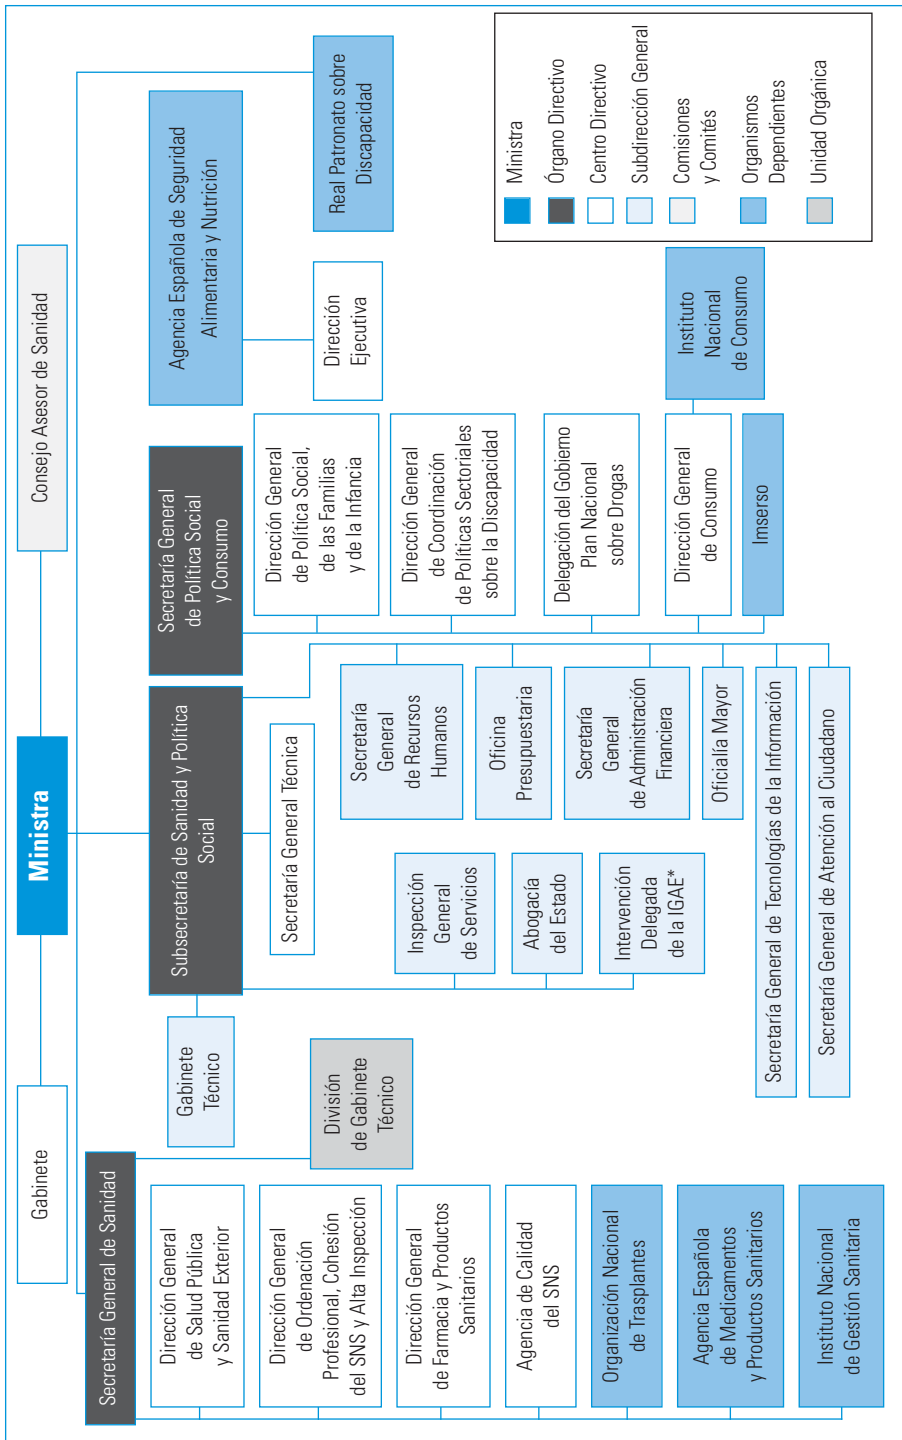 Ministra
Gabinete
Consejo Asesor de Sanidad
Secretaría General de Sanidad
Dirección General
de Salud Pública
y Sanidad Exterior
Dirección General
de Ordenación
Profesional, Cohesión
del SNS y Alta Inspección
Dirección General
de Farmacia y Productos
Sanitarios
Agencia de Calidad
del SNS
Organización Nacional
de Trasplantes
Agencia Española
de Medicamentos
y Productos Sanitarios
Instituto Nacional
de Gestión Sanitaria
División
de Gabinete
Técnico
Subsecretaría de Sanidad y Política
Social
Gabinete
Técnico
Secretaría General Técnica
Inspección
General
de Servicios
Abogacía
del Estado
Intervención
Delegada
de la IGAE*
Secretaría
General
de Recursos
Humanos
Oficina
Presupuestaria
Secretaría
General
de Administración
Financiera
Oficialía Mayor
Secretaría General de Tecnologías de la Información
Secretaría General de Atención al Ciudadano
Secretaría General
de Política Social
y Consumo
Dirección General
de Política Social,
de las Familias
y de la Infancia
Dirección General
de Coordinación
de Políticas Sectoriales
sobre la Discapacidad
Delegación del Gobierno
Plan Nacional
sobre Drogas
Dirección General
de Consumo
Imserso
Instituto
Nacional
de Consumo
Agencia Española de Seguridad
Alimentaria y Nutrición
Dirección
Ejecutiva
Real Patronato sobre
Discapacidad
Ministra
Órgano Directivo
Centro Directivo
Subdirección General
Comisiones
y Comités
Organismos
Dependientes
Unidad Orgánica